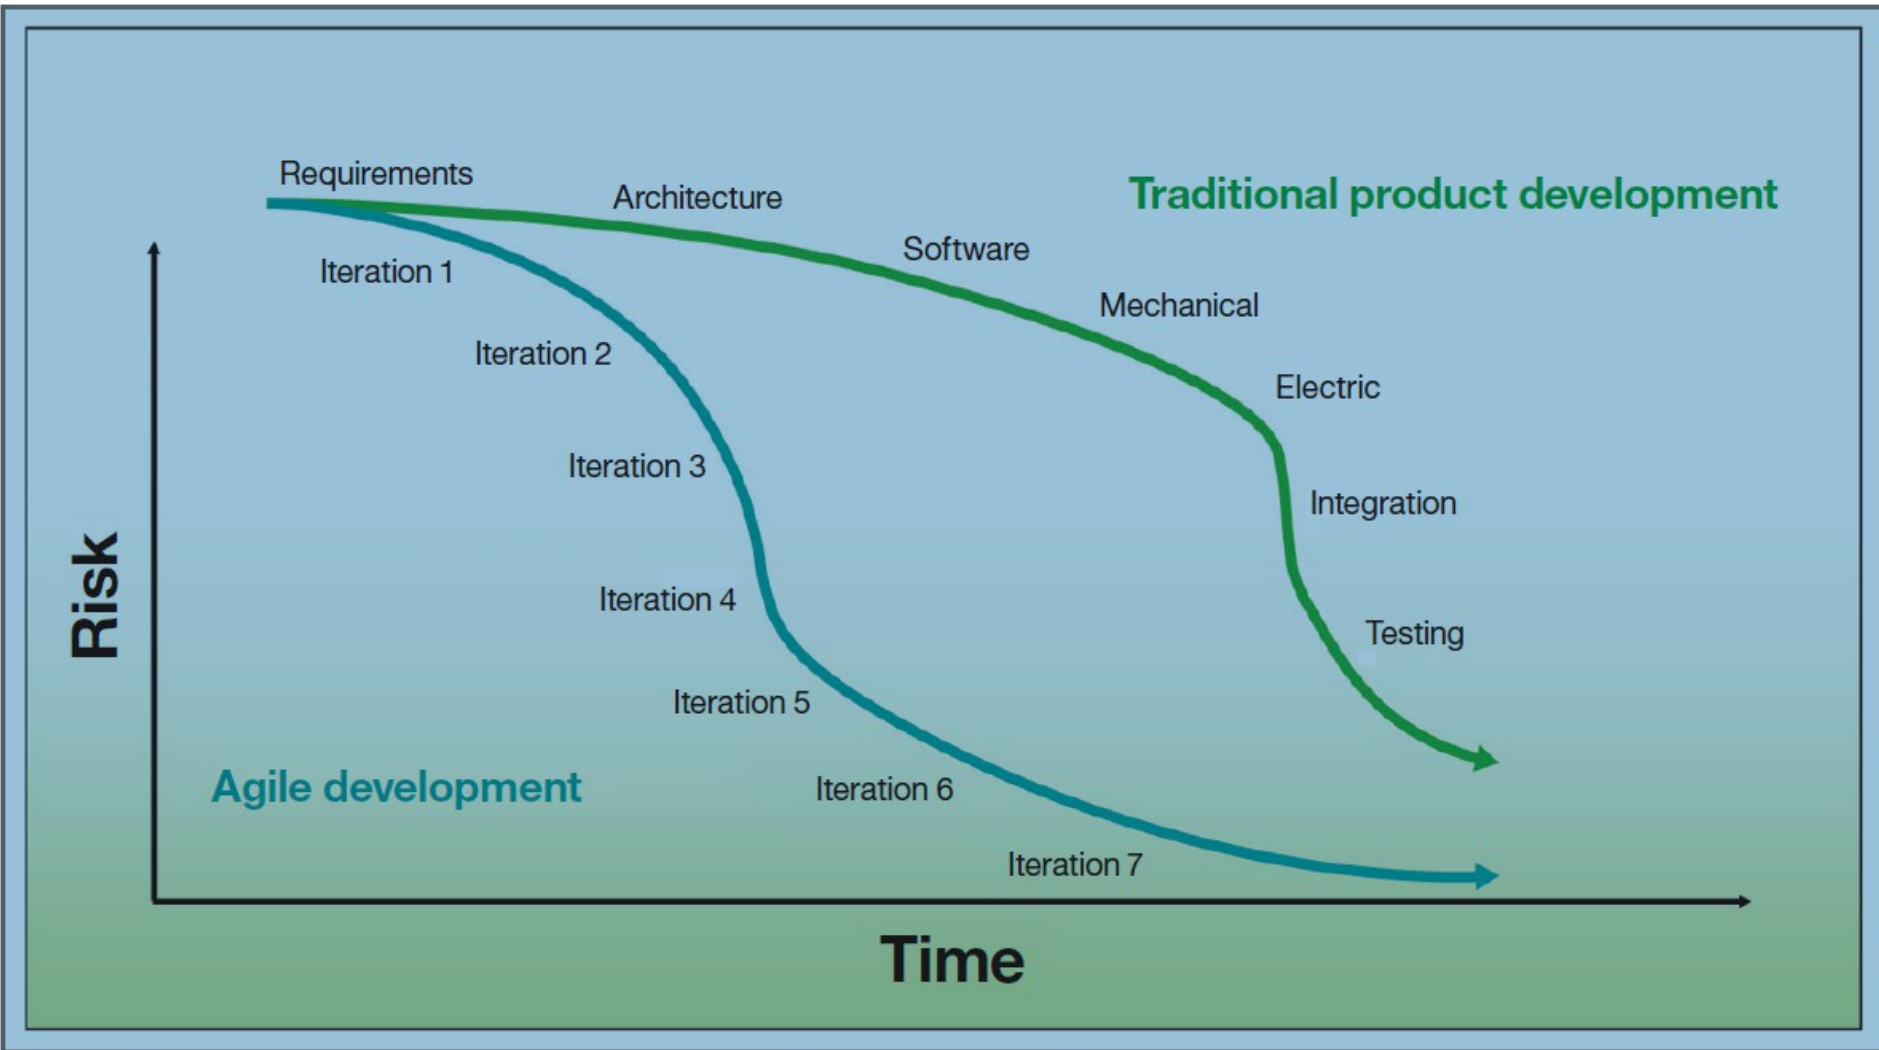 Requirements
Architecture
Traditional product development
Software
Iteration 1
Mechanical
Iteration 2
Electric
Iteration 3
Integration
Risk
Iteration 4
Testing
Iteration 5
Agile development
Iteration 6
Iteration 7
Time